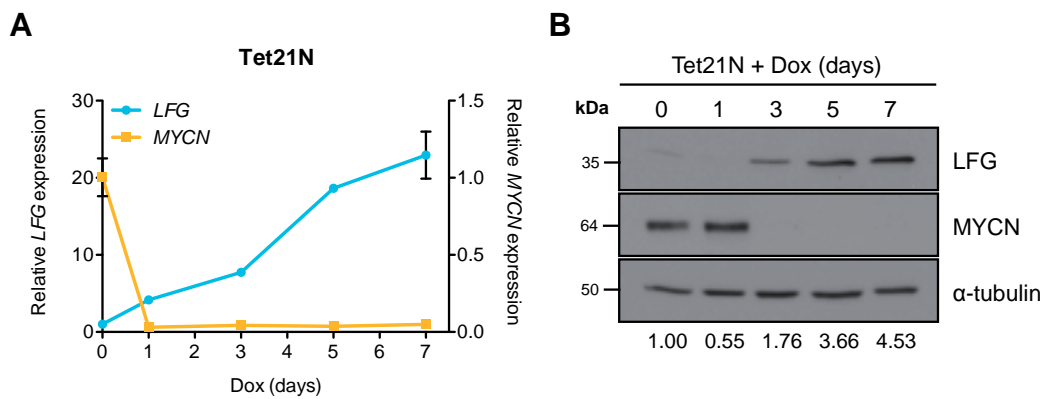 A
Tet21N
LFG
MYCN
Relative LFG expression
30
20
10
0
Relative MYCN expression
1.5
1.0
0.5
0.0
0 1 2 3 4 5 6 7
Dox (days)
B
Tet21N + Dox (days)
kDa 0 1 3 5 7
35 LFG
64 MYCN
50 α-tubulin
1.00 0.55 1.76 3.66 4.53